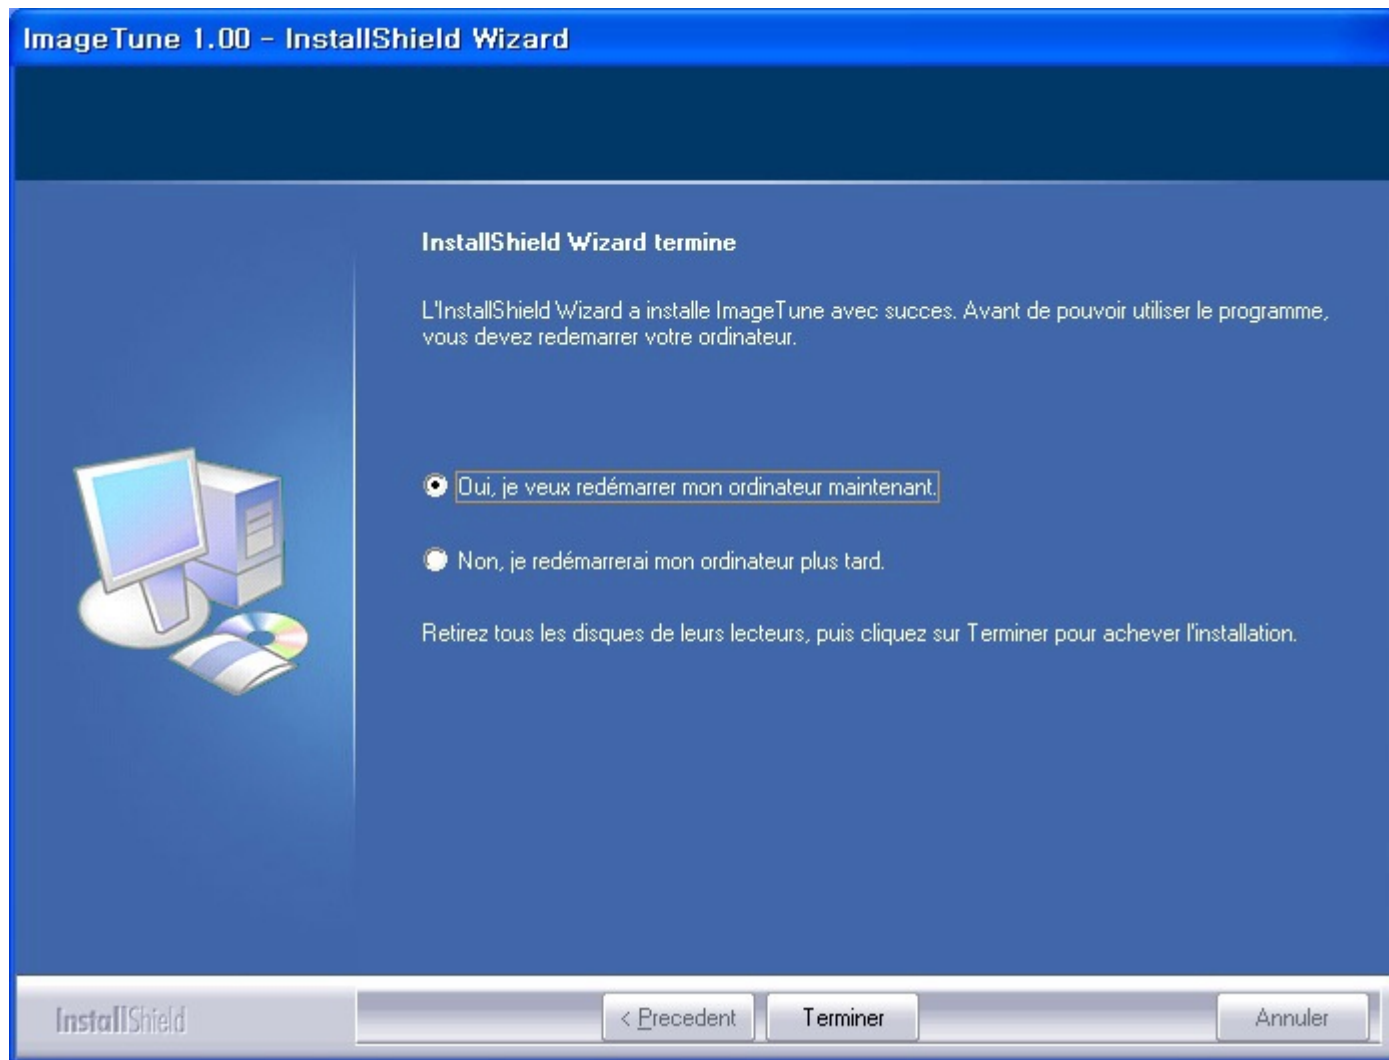 ImageTune 1.00 - InstallShield Wizard
InstallShield Wizard termine
L'InstallShield Wizard a installe ImageTune avec succes. Avant de pouvoir utiliser le programme,
vous devez redemarrer votre ordinateur.
Oui, je veux redémarrer mon ordinateur maintenant.
Non, je redémarrerai mon ordinateur plus tard.
Retirez tous les disques de leurs lecteurs, puis cliquez sur Terminer pour achever l'installation.
InstallShield
< Precedent
Terminer
Annuler